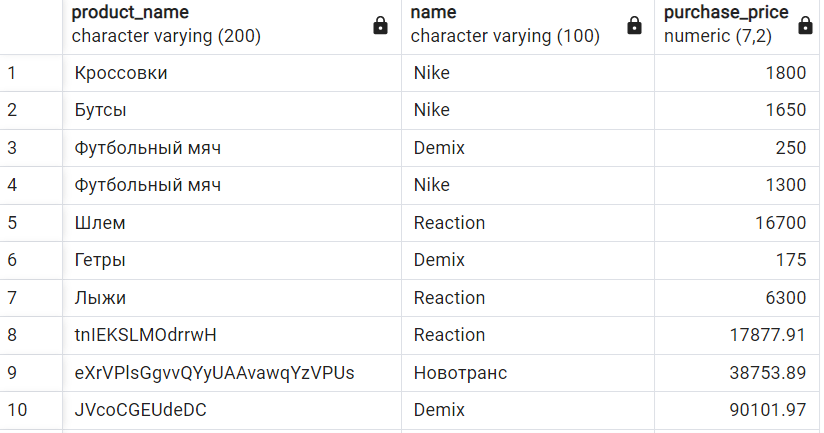 product_name name purchase_price
character varying (200) character varying (100) numeric (7,2)
1 Кроссовки Nike 1800
2 Бутсы Nike 1650
3 Футбольный мяч Demix 250
4 Футбольный мяч Nike 1300
5 Шлем Reaction 16700
6 Гетры Demix 175
7 Лыжи Reaction 6300
8 tnIEKSLMOdrrwH Reaction 17877.91
9 eXrVPlsGgvvQYyUAAvawqYzVPUs Новотранс 38753.89
10 JVcoCGEUdeDC Demix 90101.97